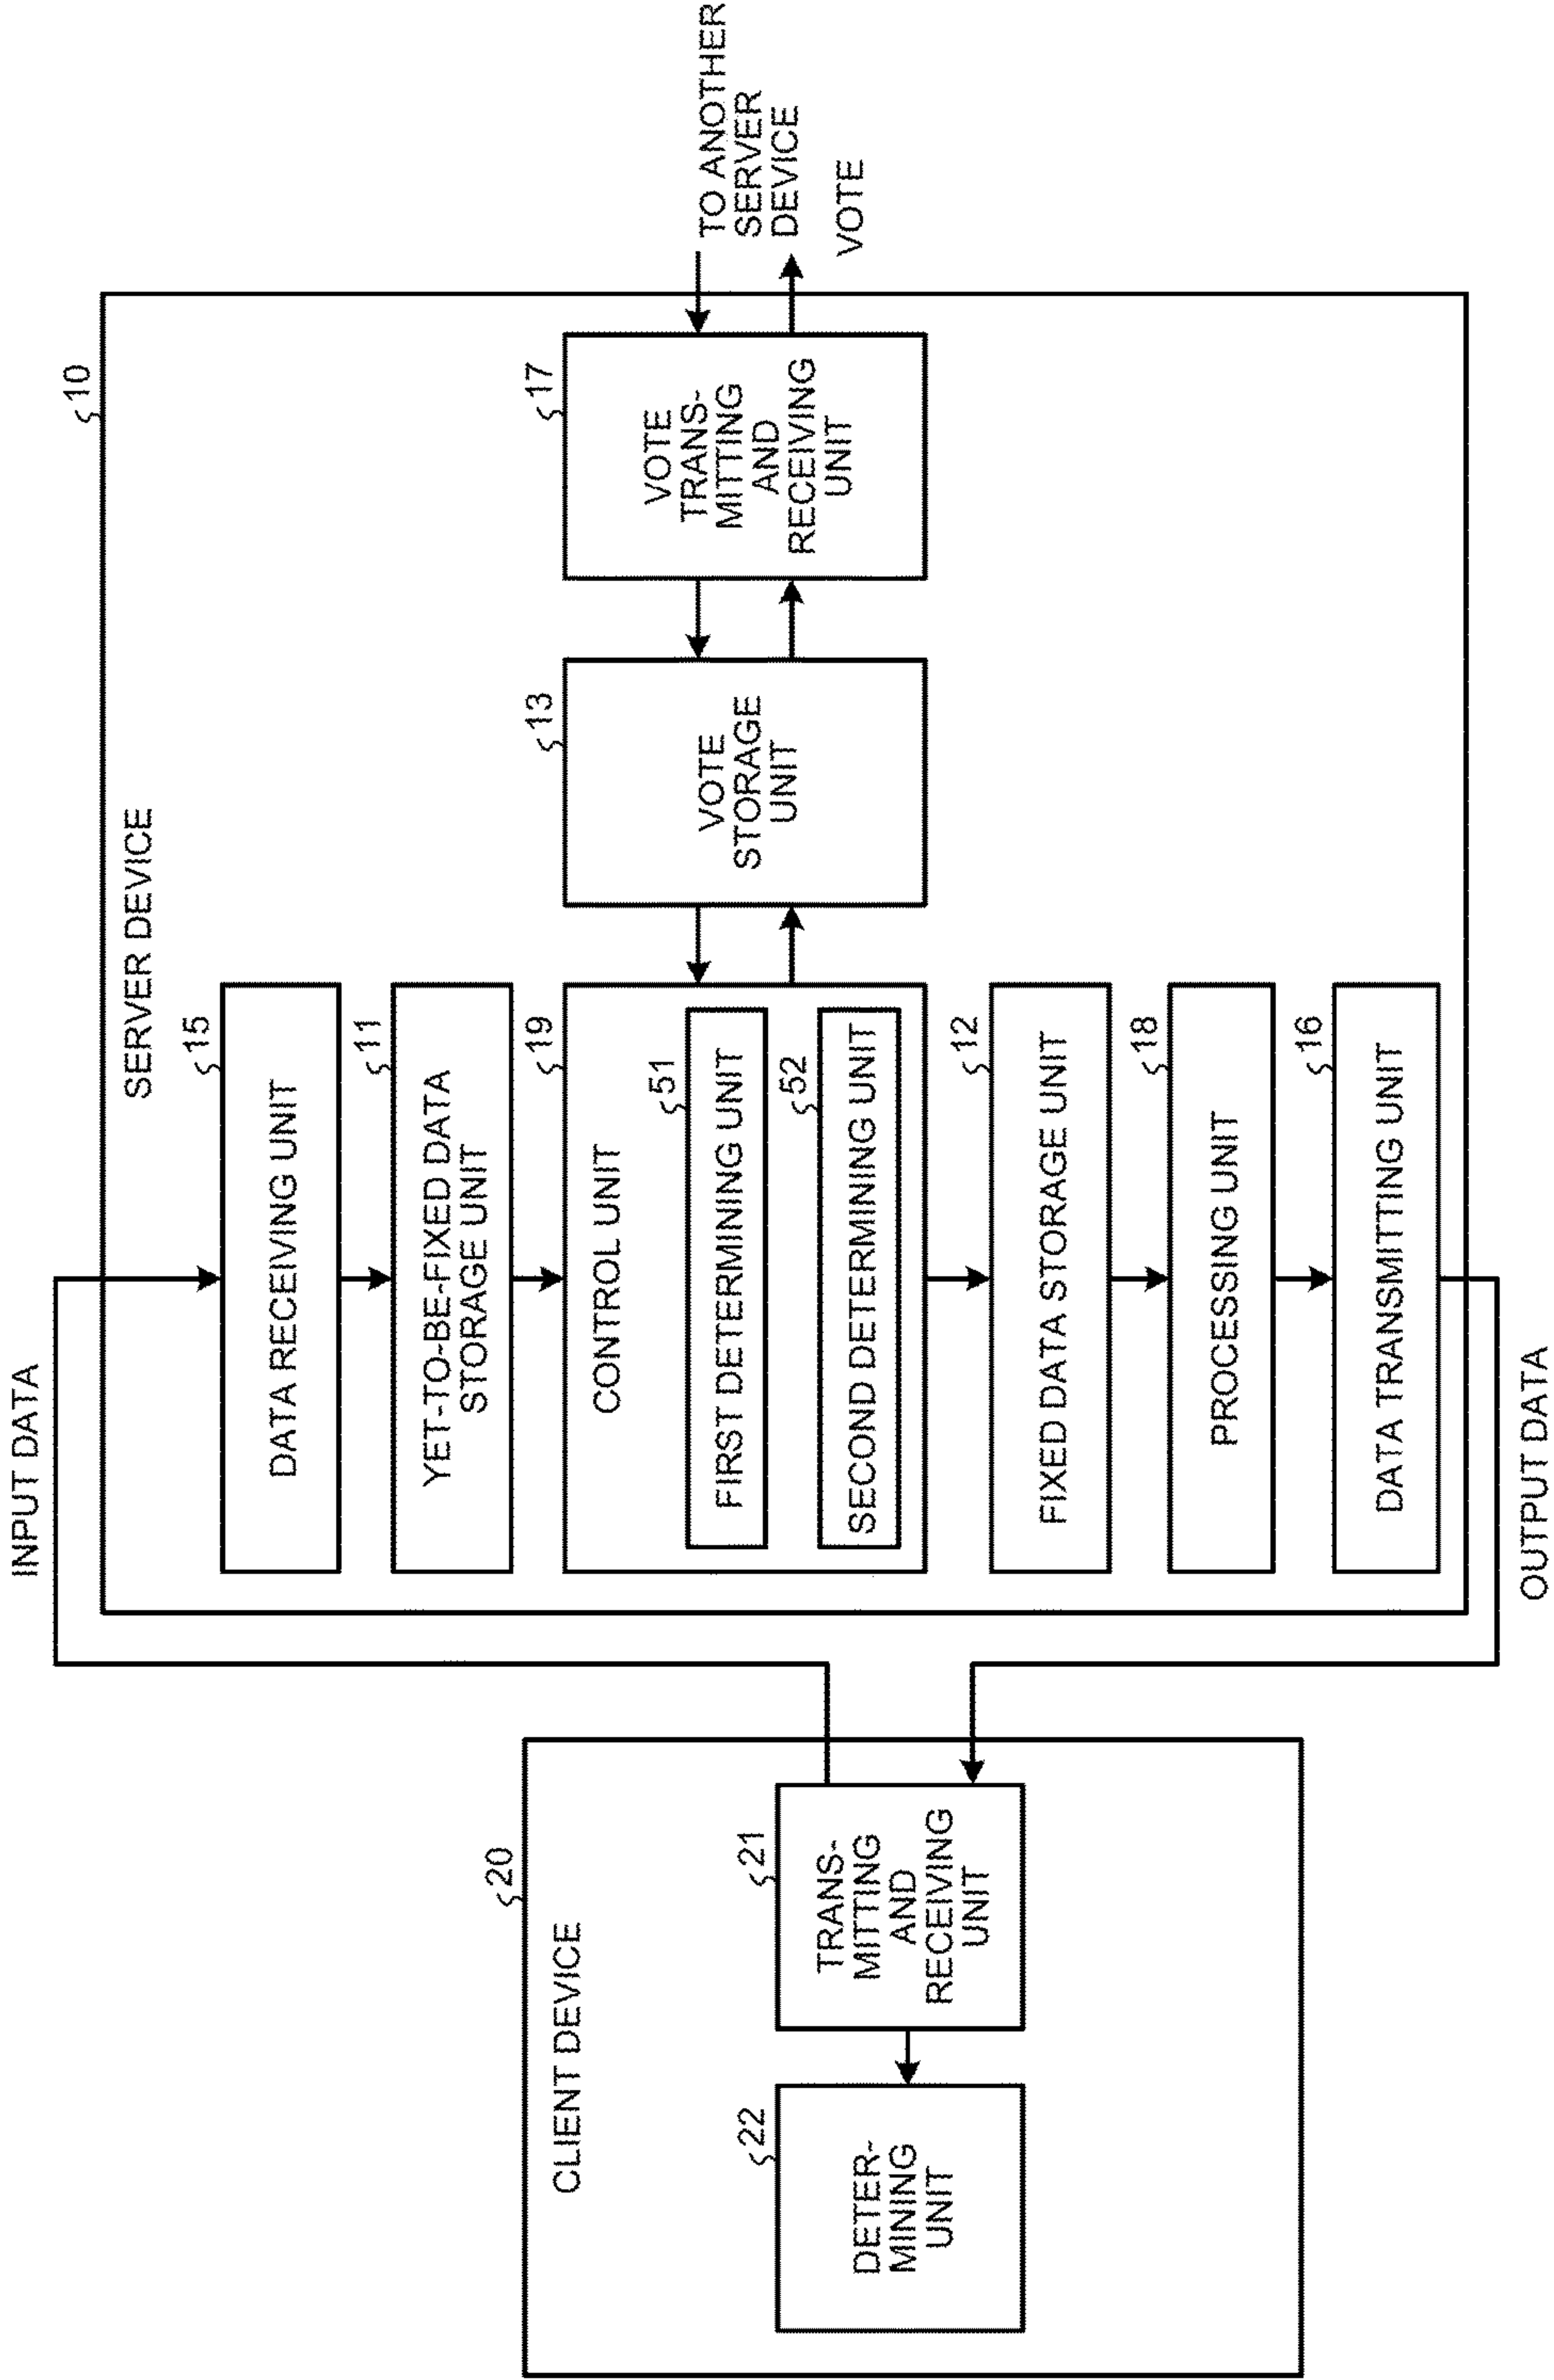 INPUT DATA
10
SERVER DEVICE
15
DATA RECEIVING UNIT
11
YET-TO-BE-FIXED DATA
STORAGE UNIT
19
CONTROL UNIT
51
FIRST DETERMINING UNIT
52
SECOND DETERMINING UNIT
13
VOTE
STORAGE
UNIT
17
VOTE
TRANS-
MITTING
AND
RECEIVING
UNIT
TO ANOTHER
SERVER
DEVICE
VOTE
12
FIXED DATA STORAGE UNIT
18
PROCESSING UNIT
16
DATA TRANSMITTING UNIT
OUTPUT DATA
20
CLIENT DEVICE
22
DETER-
MINING
UNIT
21
TRANS-
MITTING
AND
RECEIVING
UNIT